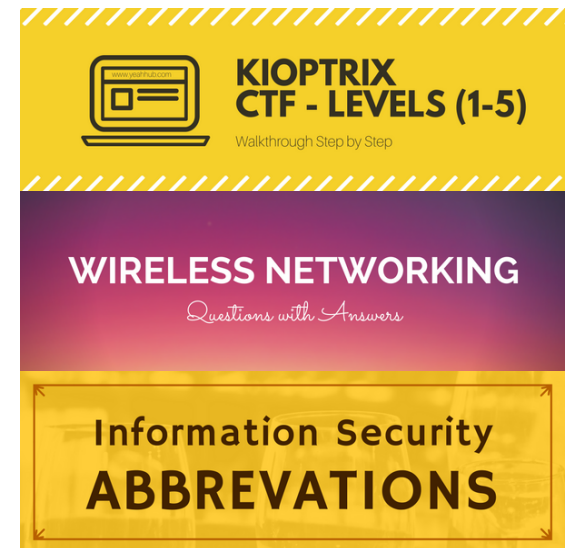 www.yeahhub.com
KIOPTRIX
CTF - LEVELS (1-5)
Walkthrough Step by Step
WIRELESS NETWORKING
Questions with Answers
Information Security
ABBREVATIONS